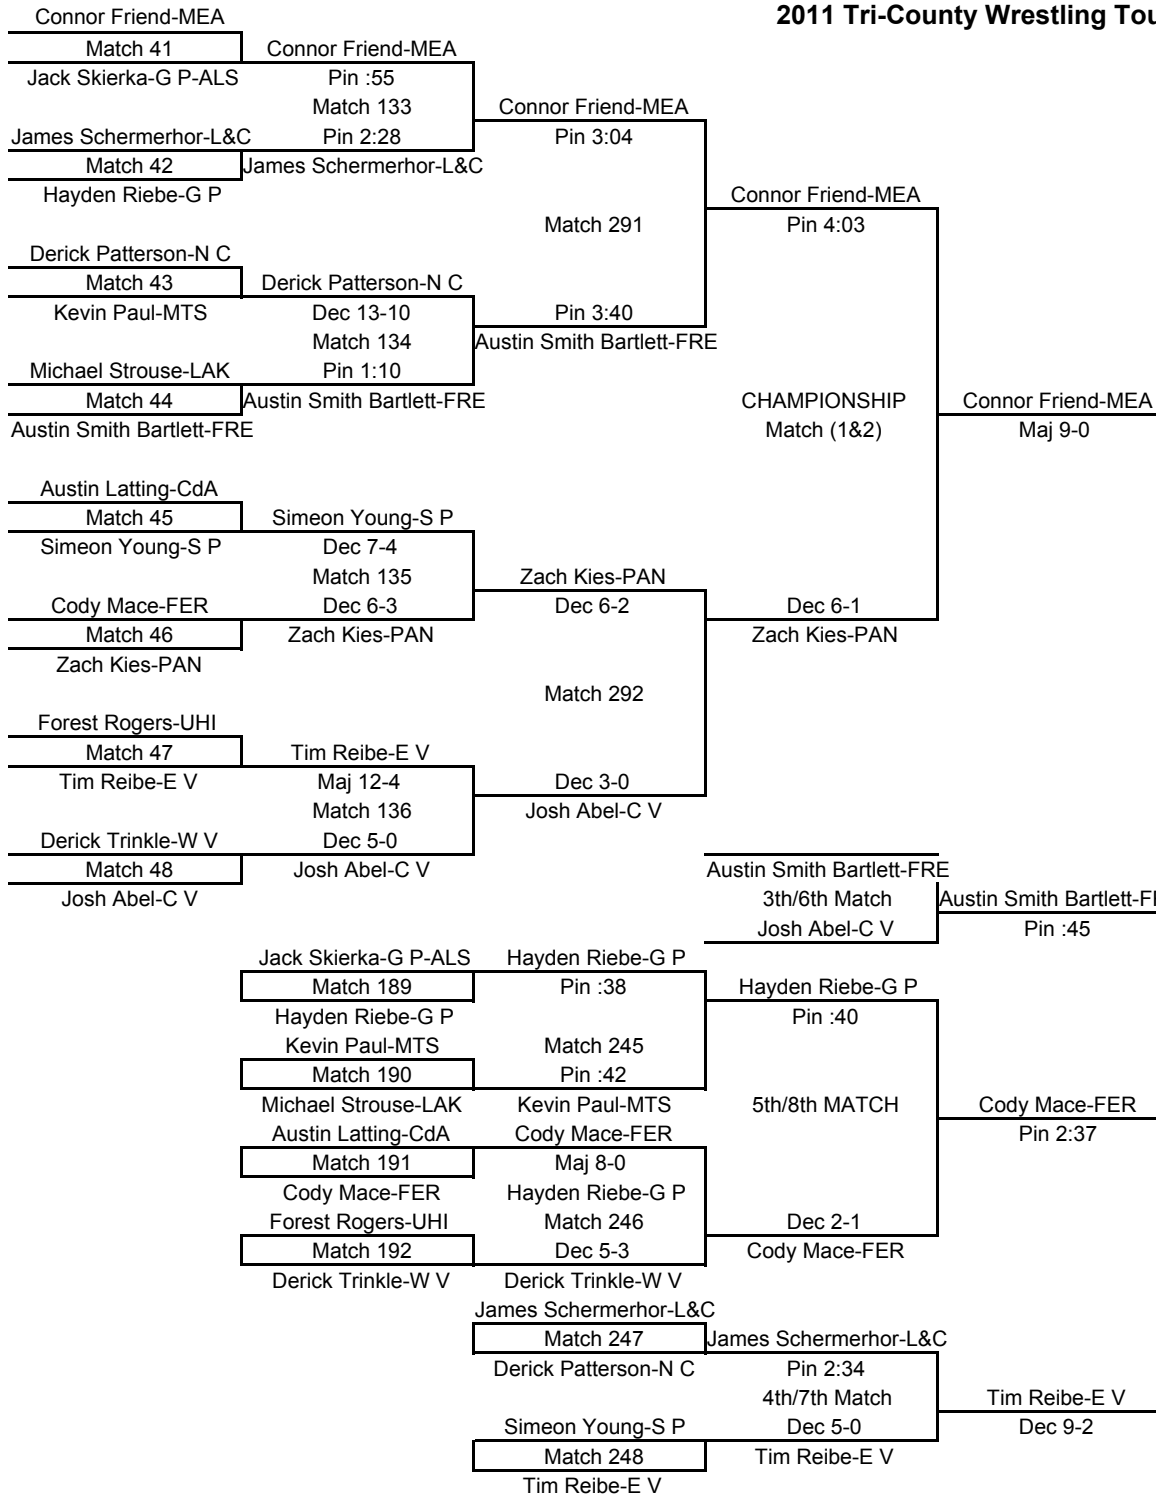 Connor Friend-MEA
2011 Tri-County Wrestling Tou
Match 41
Connor Friend-MEA
Jack Skierka-G P-ALS
Pin :55
Match 133
Connor Friend-MEA
James Schermerhor-L&C
Pin 2:28
Pin 3:04
Match 42
James Schermerhor-L&C
Hayden Riebe-G P
Connor Friend-MEA
Match 291
Pin 4:03
Derick Patterson-N C
Match 43
Derick Patterson-N C
Kevin Paul-MTS
Dec 13-10
Pin 3:40
Match 134
Austin Smith Bartlett-FRE
Michael Strouse-LAK
Pin 1:10
Match 44
Austin Smith Bartlett-FRE
CHAMPIONSHIP
Connor Friend-MEA
Austin Smith Bartlett-FRE
Match (1&2)
Maj 9-0
Austin Latting-CdA
Match 45
Simeon Young-S P
Simeon Young-S P
Dec 7-4
Match 135
Zach Kies-PAN
Cody Mace-FER
Dec 6-3
Dec 6-2
Dec 6-1
Match 46
Zach Kies-PAN
Zach Kies-PAN
Zach Kies-PAN
Match 292
Forest Rogers-UHI
Match 47
Tim Reibe-E V
Tim Reibe-E V
Maj 12-4
Dec 3-0
Match 136
Josh Abel-C V
Derick Trinkle-W V
Dec 5-0
Match 48
Josh Abel-C V
Austin Smith Bartlett-FRE
Josh Abel-C V
3th/6th Match
Austin Smith Bartlett-F
Josh Abel-C V
Pin :45
Jack Skierka-G P-ALS
Hayden Riebe-G P
Match 189
Pin :38
Hayden Riebe-G P
Hayden Riebe-G P
Pin :40
Kevin Paul-MTS
Match 245
Match 190
Pin :42
Michael Strouse-LAK
Kevin Paul-MTS
5th/8th MATCH
Cody Mace-FER
Austin Latting-CdA
Cody Mace-FER
Pin 2:37
Match 191
Maj 8-0
Cody Mace-FER
Hayden Riebe-G P
Forest Rogers-UHI
Match 246
Dec 2-1
Match 192
Dec 5-3
Cody Mace-FER
Derick Trinkle-W V
Derick Trinkle-W V
James Schermerhor-L&C
Match 247
James Schermerhor-L&C
Derick Patterson-N C
Pin 2:34
4th/7th Match
Tim Reibe-E V
Simeon Young-S P
Dec 5-0
Dec 9-2
Match 248
Tim Reibe-E V
Tim Reibe-E V